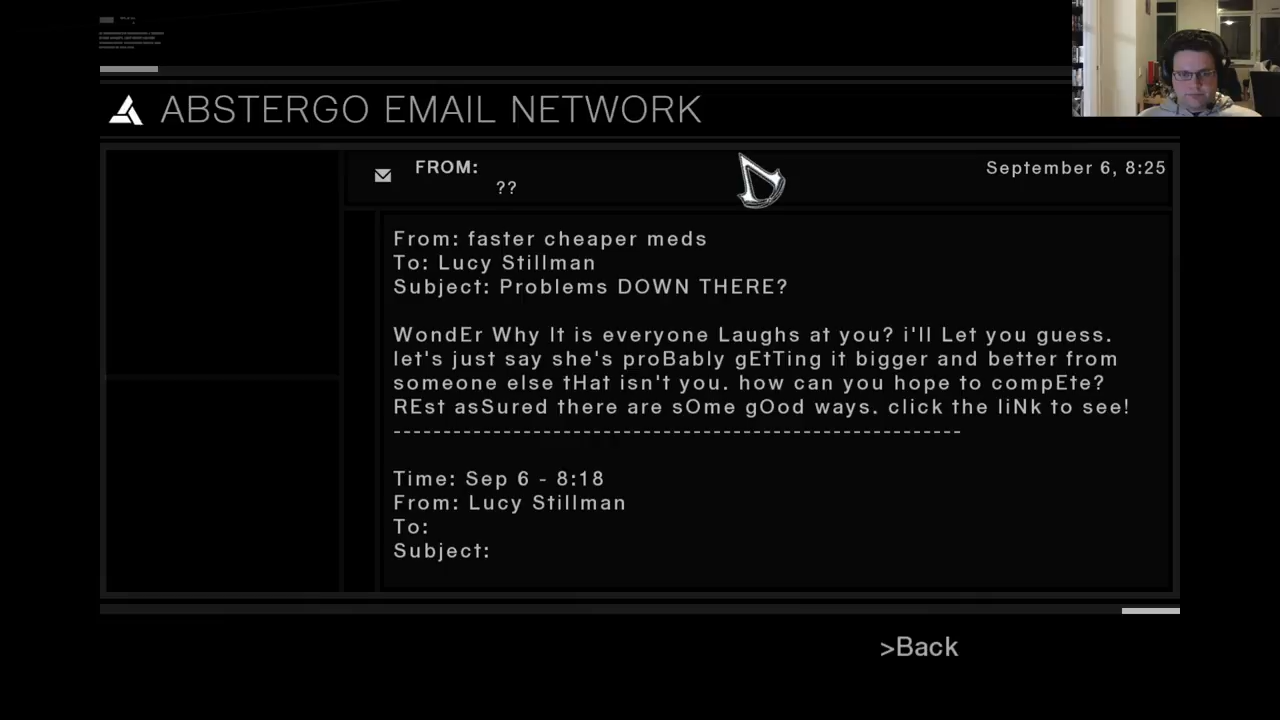 ABSTERGO EMAIL NETWORK
FROM:
??
September 6, 8:25
From: faster cheaper meds
To: Lucy Stillman
Subject: Problems DOWN THERE?
WondEr Why It is everyone Laughs at you? i'll Let you guess.
let's just say she's proBably gEtTing it bigger and better from
someone else tHat isn't you. how can you hope to compEte?
REst asSured there are sOme gOod ways. click the liNk to see!
---------------------------------------------------------
Time: Sep 6 - 8:18
From: Lucy Stillman
To:
Subject:
>Back